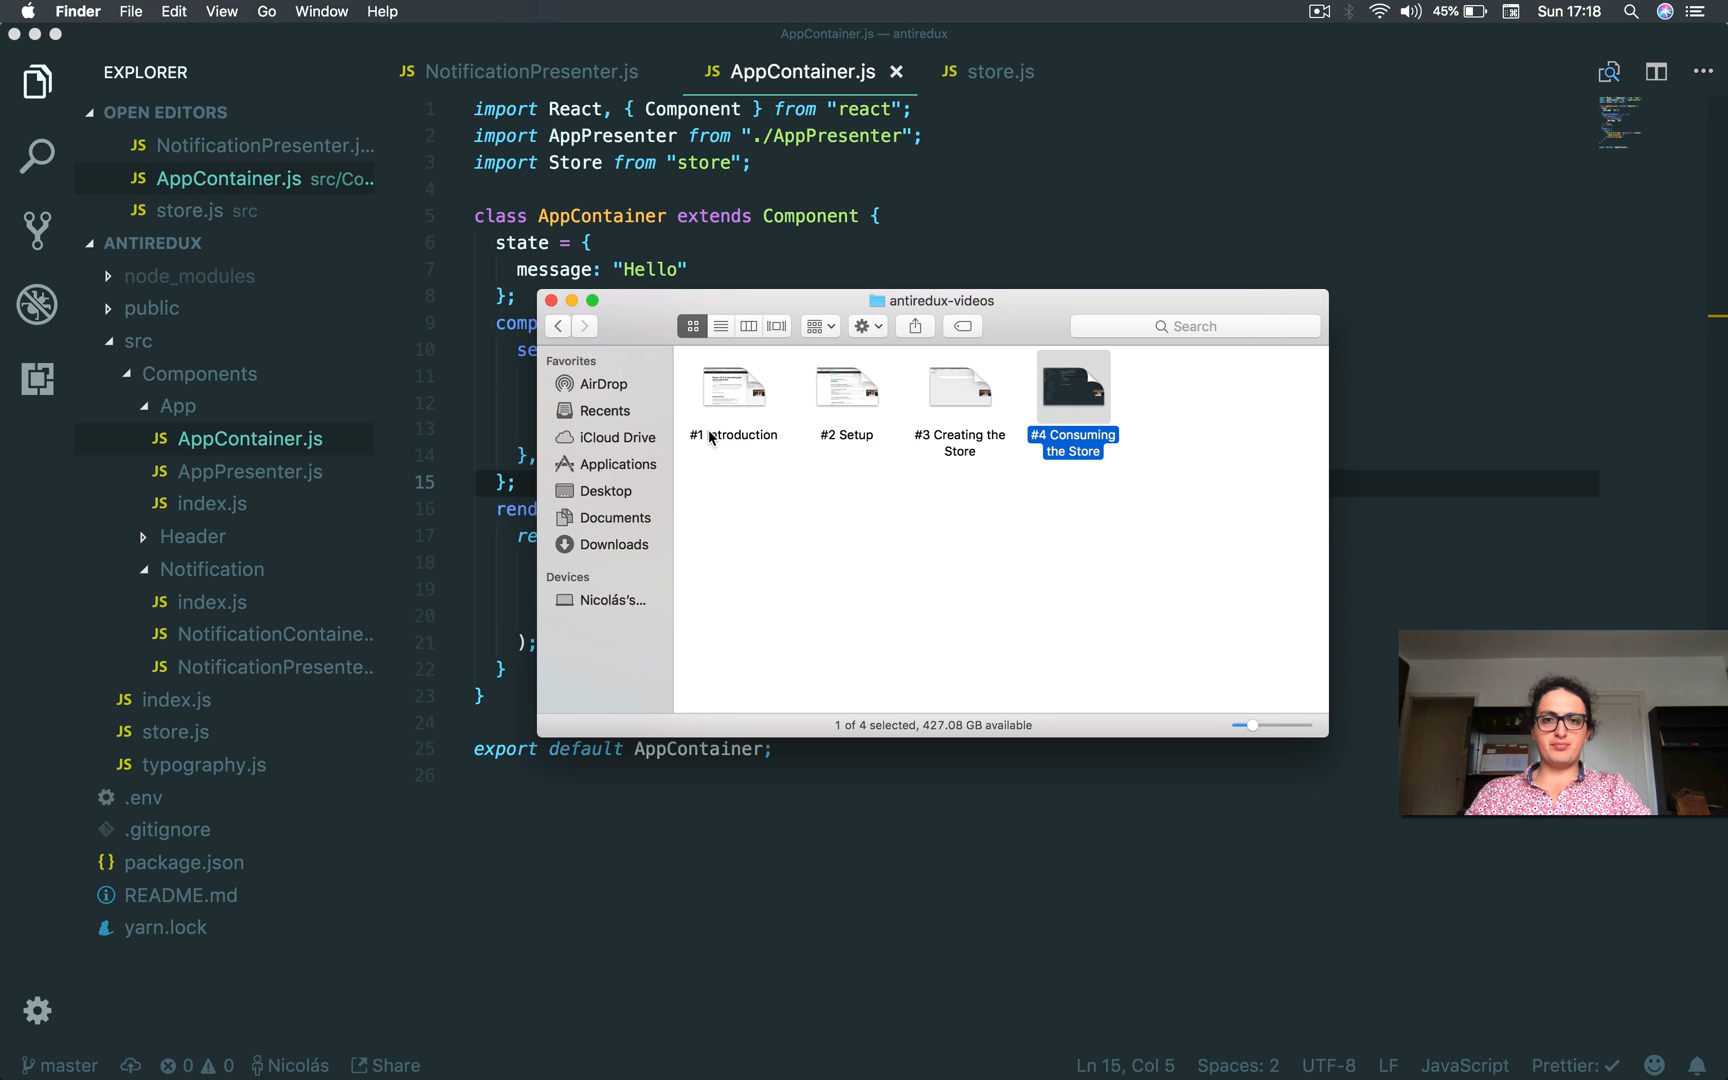 Finder File Edit View Go Window Help
45% Sun 17:18
AppContainer.js — antiredux
EXPLORER
OPEN EDITORS
JS NotificationPresenter.j...
JS AppContainer.js src/Co...
JS store.js src
ANTIREDUX
node_modules
public
src
Components
App
JS AppContainer.js
JS AppPresenter.js
JS index.js
Header
Notification
JS index.js
JS NotificationContaine..
JS NotificationPresente..
JS index.js
JS store.js
JS typography.js
.env
.gitignore
{} package.json
README.md
yarn.lock
JS NotificationPresenter.js
JS AppContainer.js
JS store.js
1 import React, { Component } from "react";
2 import AppPresenter from "./AppPresenter";
3 import Store from "store";
4
5 class AppContainer extends Component {
6 state = {
7 message: "Hello"
8 };
9 comp
10 se
11
12
13
14 },
15 };
16 rend
17 re
18
19
20
21 );
22 }
23 }
24
25 export default AppContainer;
26
antiredux-videos
Search
Favorites
AirDrop
Recents
iCloud Drive
Applications
Desktop
Documents
Downloads
Devices
Nicolás's...
#1 Introduction
#2 Setup
#3 Creating the
Store
#4 Consuming
the Store
1 of 4 selected, 427.08 GB available
master 0 0 Nicolás Share
Ln 15, Col 5 Spaces: 2 UTF-8 LF JavaScript Prettier: ✓